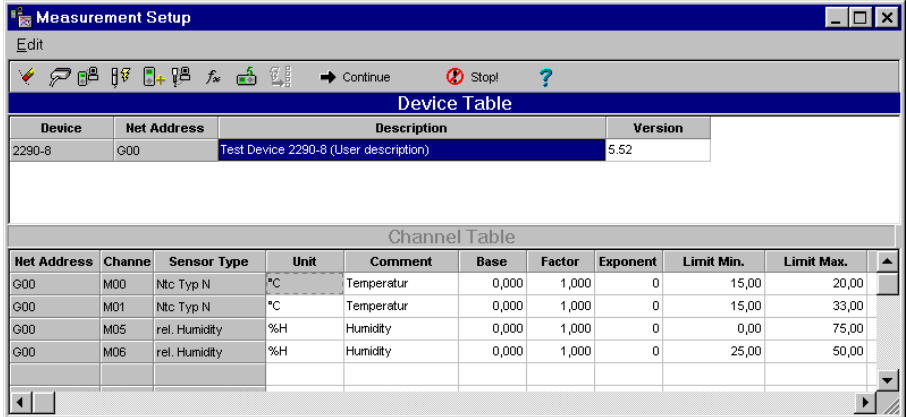 Measurement Setup
Edit
Continue Stop! ?
Device Table
Device Net Address Description Version
2290-8 G00 Test Device 2290-8 (User description) 5.52
Channel Table
Net Address Channe Sensor Type Unit Comment Base Factor Exponent Limit Min. Limit Max.
G00 M00 Ntc Typ N °C Temperatur 0,000 1,000 0 15,00 20,00
G00 M01 Ntc Typ N °C Temperatur 0,000 1,000 0 15,00 33,00
G00 M05 rel. Humidity %H Humidity 0,000 1,000 0 0,00 75,00
G00 M06 rel. Humidity %H Humidity 0,000 1,000 0 25,00 50,00